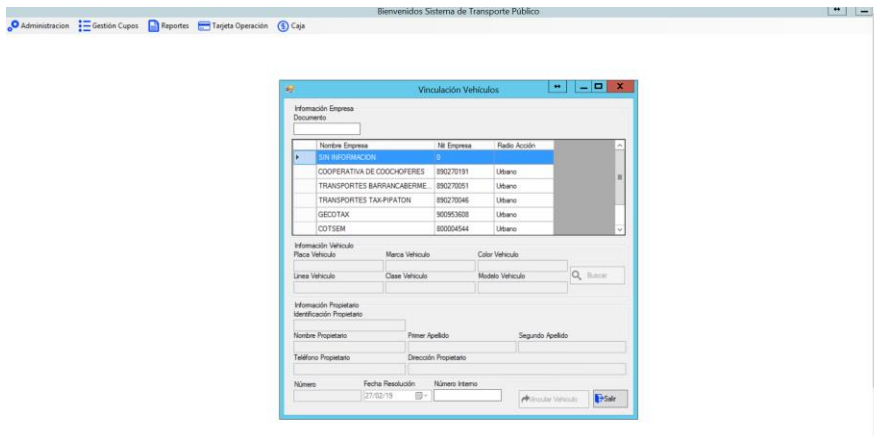 Bienvenidos Sistema de Transporte Público
Administracion Gestión Cupos Reportes Tarjeta Operación Caja
Vinculación Vehículos
Información Empresa
Documento
Nombre Empresa Nit Empresa Radio Acción
SIN INFORMACION 0
COOPERATIVA DE COOCHOFERES 890270191 Urbano
TRANSPORTES BARRANCABERME... 890270051 Urbano
TRANSPORTES TAX-PIPATON 890270046 Urbano
GECOTAX 900953608 Urbano
COTSEM 800004544 Urbano
Información Vehiculo
Placa Vehiculo Marca Vehiculo Color Vehiculo
Linea Vehiculo Clase Vehiculo Modelo Vehiculo
Buscar
Información Propietario
Identificación Propietario
Nombre Propietario Primer Apellido Segundo Apellido
Teléfono Propietario Dirección Propietario
Número Fecha Resolución Número Interno
27/02/19
Vincular Vehiculo Salir